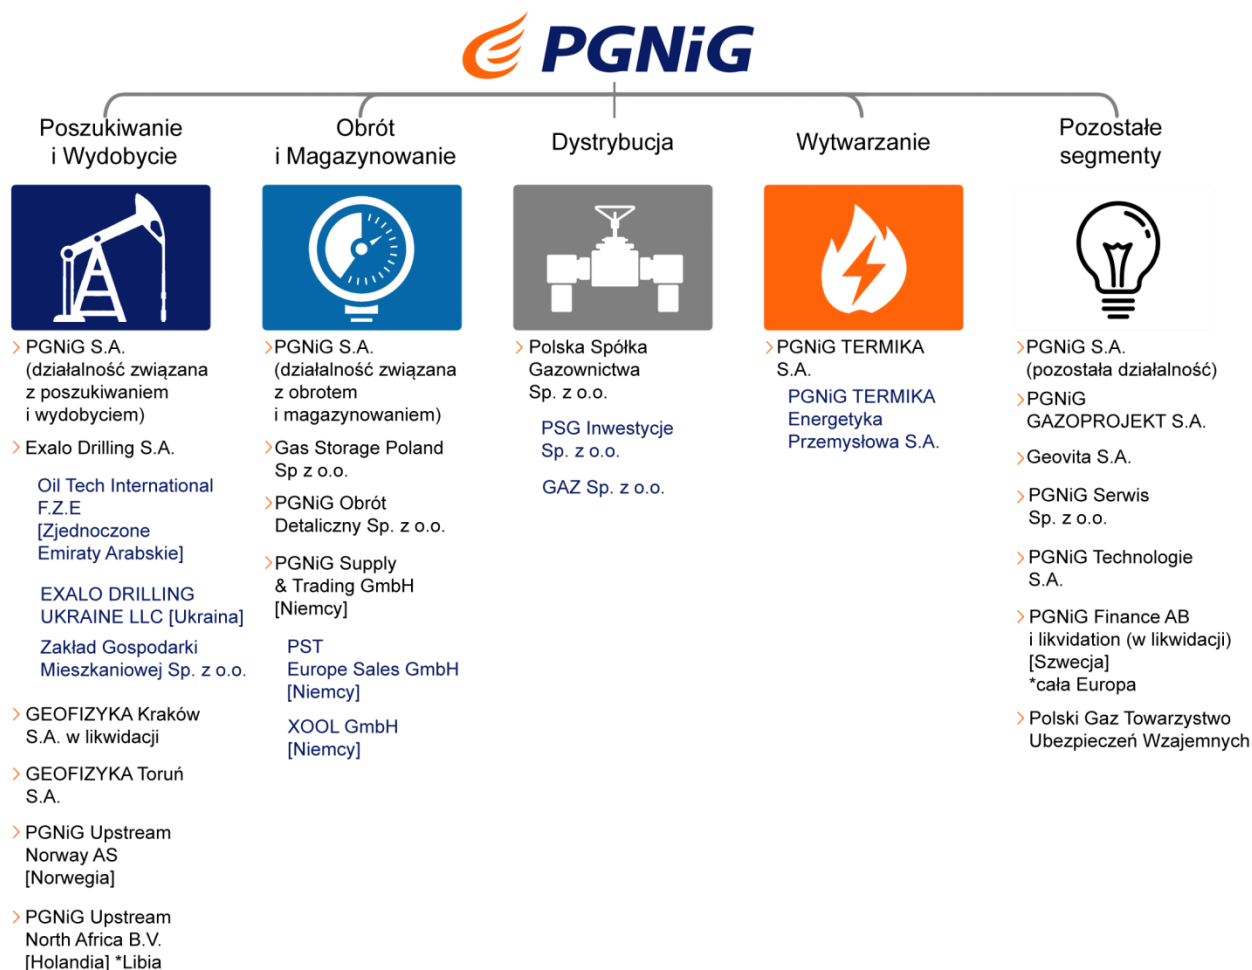 PGNiG
Poszukiwanie
i Wydobycie
PGNiG S.A.
(działalność związana
z poszukiwaniem
i wydobyciem)
Exalo Drilling S.A.
Oil Tech International
F.Z.E
[Zjednoczone
Emiraty Arabskie]
EXALO DRILLING
UKRAINE LLC [Ukraina]
Zakład Gospodarki
Mieszkaniowej Sp. z o.o.
GEOFIZYKA Kraków
S.A. w likwidacji
GEOFIZYKA Toruń
S.A.
PGNiG Upstream
Norway AS
[Norwegia]
PGNiG Upstream
North Africa B.V.
[Holandia] *Libia
Obrót
i Magazynowanie
PGNiG S.A.
(działalność związana
z obrotem
i magazynowaniem)
Gas Storage Poland
Sp z o.o.
PGNiG Obrót
Detaliczny Sp. z o.o.
PGNiG Supply
& Trading GmbH
[Niemcy]
PST
Europe Sales GmbH
[Niemcy]
XOOL GmbH
[Niemcy]
Dystrybucja
Polska Spółka
Gazownictwa
Sp. z o.o.
PSG Inwestycje
Sp. z o.o.
GAZ Sp. z o.o.
Wytwarzanie
PGNiG TERMIKA
S.A.
PGNiG TERMIKA
Energetyka
Przemysłowa S.A.
Pozostałe
segmenty
PGNiG S.A.
(pozostała działalność)
PGNiG
GAZOPROJEKT S.A.
Geovita S.A.
PGNiG Serwis
Sp. z o.o.
PGNiG Technologie
S.A.
PGNiG Finance AB
i likvidation (w likwidacji)
[Szwecja]
*cała Europa
Polski Gaz Towarzystwo
Ubezpieczeń Wzajemnych